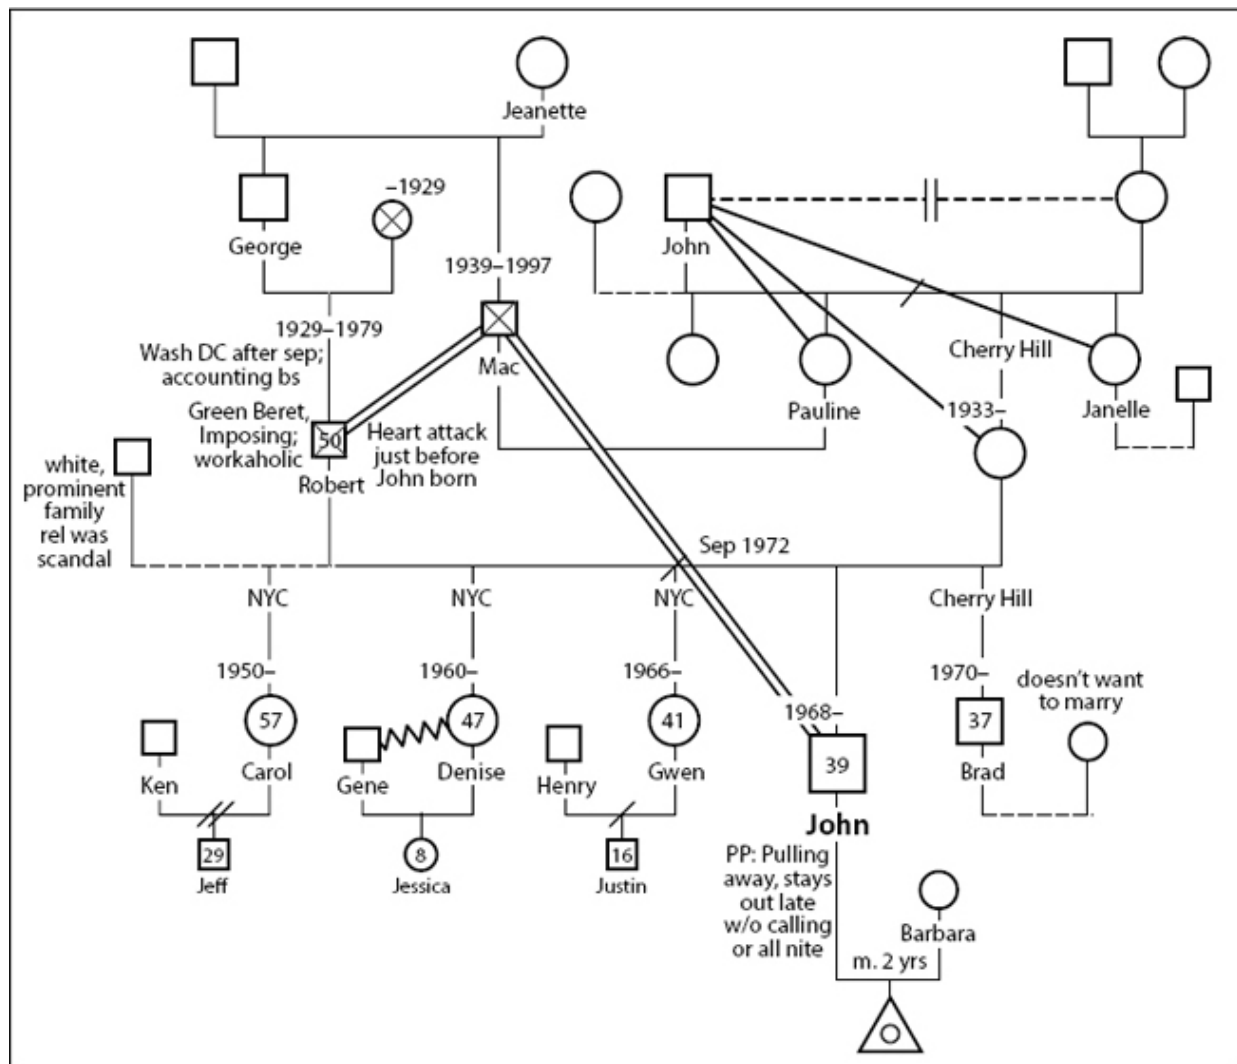 Jeanette
–1929
George
John
1939–1997
1929–1979
Wash DC after sep;
accounting bs
Mac
Cherry Hill
Pauline
1933–
Janelle
Green Beret,
Imposing;
workaholic
50
Heart attack
just before
John born
Robert
white,
prominent
family
rel was
scandal
Sep 1972
NYC
NYC
NYC
Cherry Hill
1950–
1960–
1966–
1968–
1970–
doesn't want
to marry
57
47
41
39
37
Ken
Carol
Gene
Denise
Henry
Gwen
John
Brad
29
8
16
Jeff
Jessica
Justin
PP: Pulling
away, stays
out late
w/o calling
or all nite
Barbara
m. 2 yrs